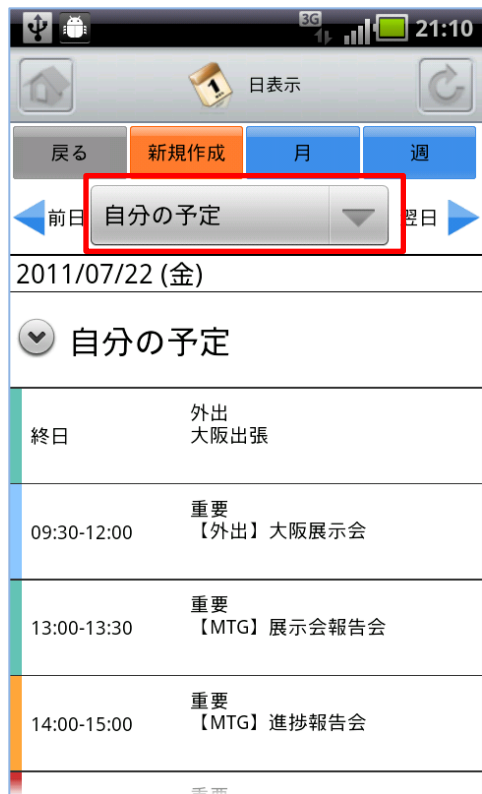 3G 21:10
1
日表示
戻る 新規作成 月 週
前日 自分の予定 翌日
2011/07/22 (金)
自分の予定
終日
外出
大阪出張
09:30-12:00
重要
【外出】大阪展示会
13:00-13:30
重要
【MTG】展示会報告会
14:00-15:00
重要
【MTG】進捗報告会
重要